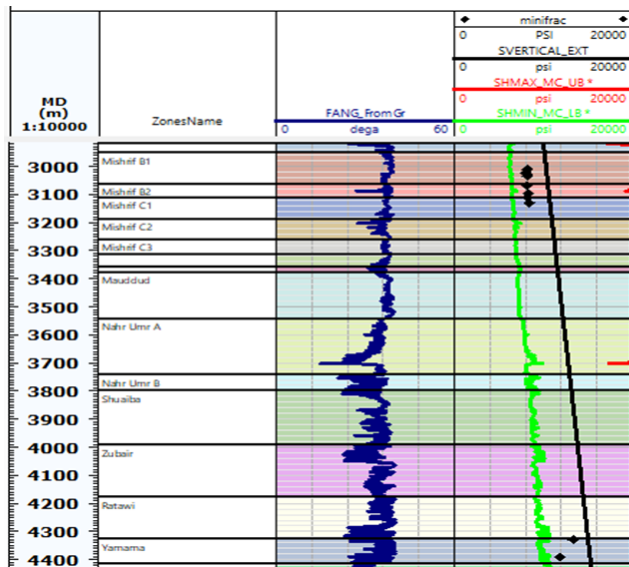 minifrac
0 PSI 20000
SVERTICAL_EXT
0 psi 20000
SHMAX_MC_UB *
0 psi 20000
SHMIN_MC_LB *
0 psi 20000
MD
(m)
1:10000
ZonesName
FANG_FromGr
0 dega 60
3000
3100
3200
3300
3400
3500
3600
3700
3800
3900
4000
4100
4200
4300
4400
Mishrif B1
Mishrif B2
Mishrif C1
Mishrif C2
Mishrif C3
Mauddud
Nahr Umr A
Nahr Umr B
Shuaiba
Zubair
Ratawi
Yamama